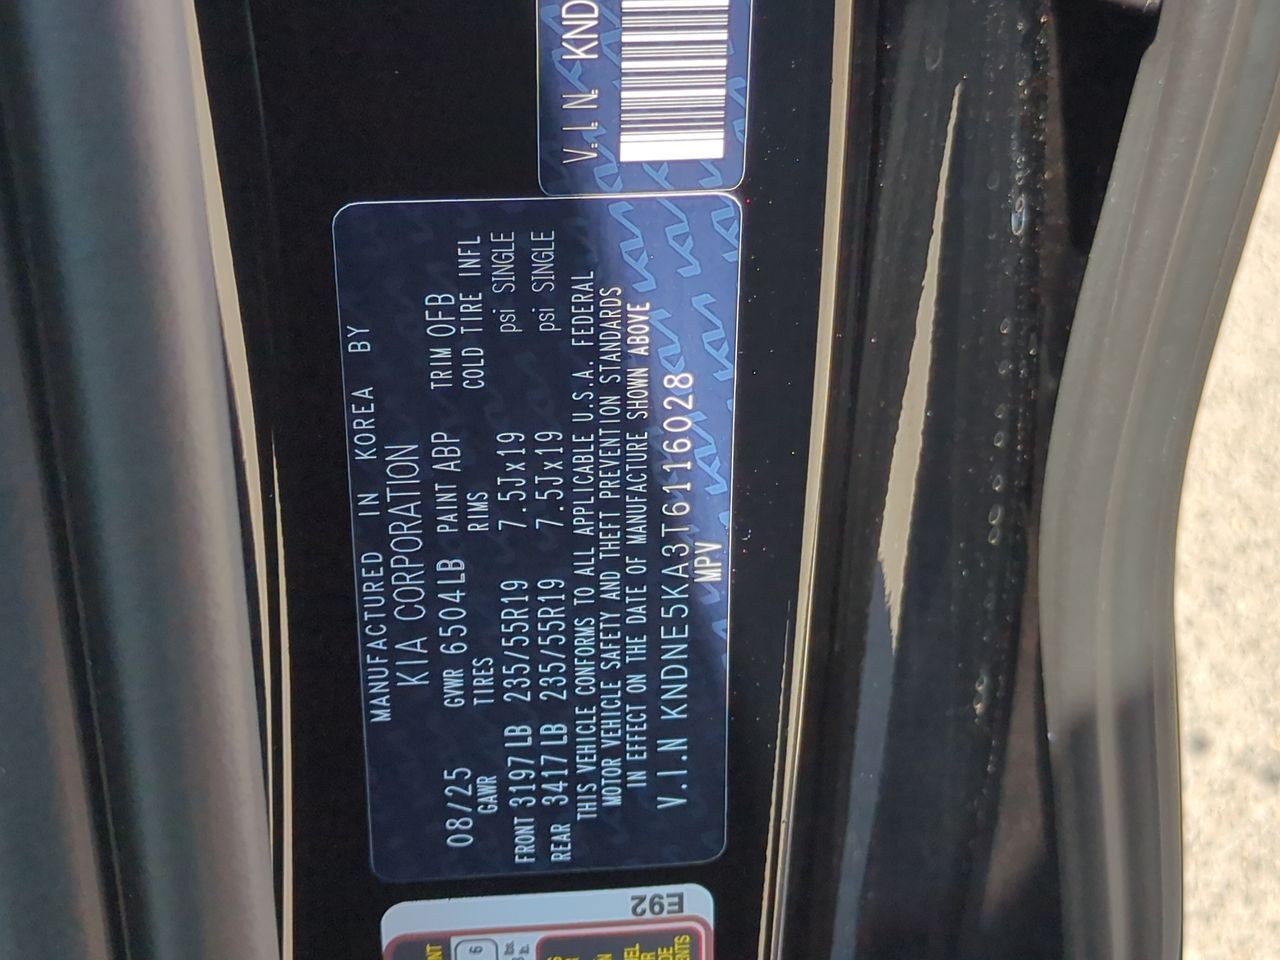 MANUFACTURED IN KOREA BY
KIA CORPORATION
08/25 GVWR 6504LB PAINT ABP TRIM OFB
GAWR TIRES RIMS COLD TIRE INFL
FRONT 3197LB 235/55R19 7.5Jx19 psi SINGLE
REAR 3417LB 235/55R19 7.5Jx19 psi SINGLE
THIS VEHICLE CONFORMS TO ALL APPLICABLE U.S.A. FEDERAL
MOTOR VEHICLE SAFETY AND THEFT PREVENTION STANDARDS
IN EFFECT ON THE DATE OF MANUFACTURE SHOWN ABOVE
V.I.N KNDNE5KA3T6116028
MPV
V.I.N: KND
E92
6